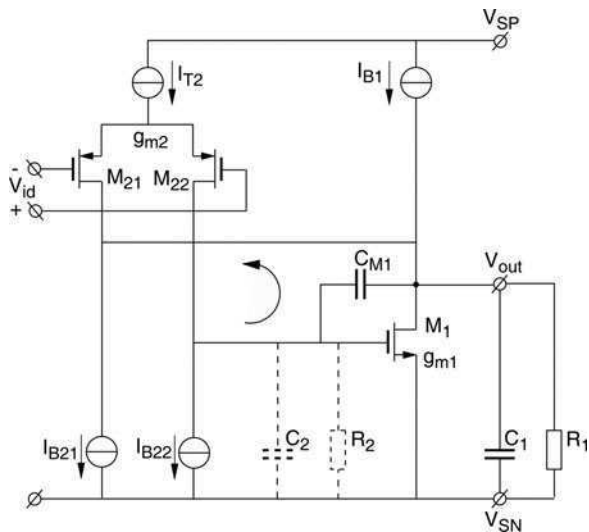 V_SP
I_T2
I_B1
g_m2
-
V_id
+
M_21
M_22
C_M1
V_out
M_1
g_m1
I_B21
I_B22
C_2
R_2
C_1
R_1
V_SN